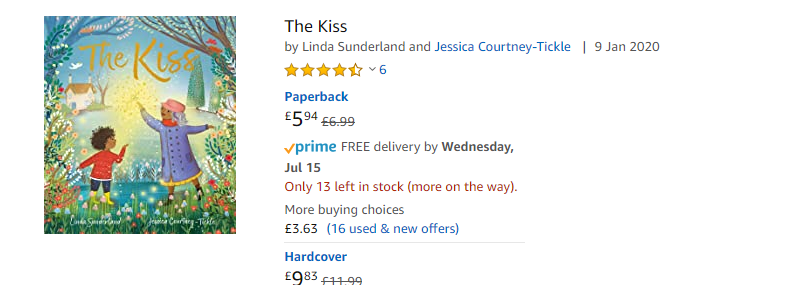 The Kiss
Linda Sunderland
Jessica Courtney-Tickle
The Kiss
by Linda Sunderland and Jessica Courtney-Tickle | 9 Jan 2020
6
Paperback
£5.94 £6.99
prime FREE delivery by Wednesday,
Jul 15
Only 13 left in stock (more on the way).
More buying choices
£3.63 (16 used & new offers)
Hardcover
£9.83 £11.99